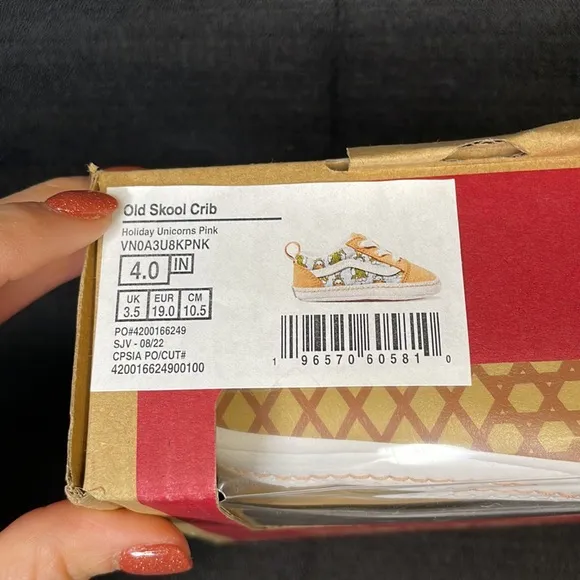 Old Skool Crib
Holiday Unicorns Pink
VN0A3U8KPNK
4.0 IN
UK EUR CM
3.5 19.0 10.5
PO#4200166249
SJV - 08/22
CPSIA PO/CUT#
420016624900100
1 96570 60581 0